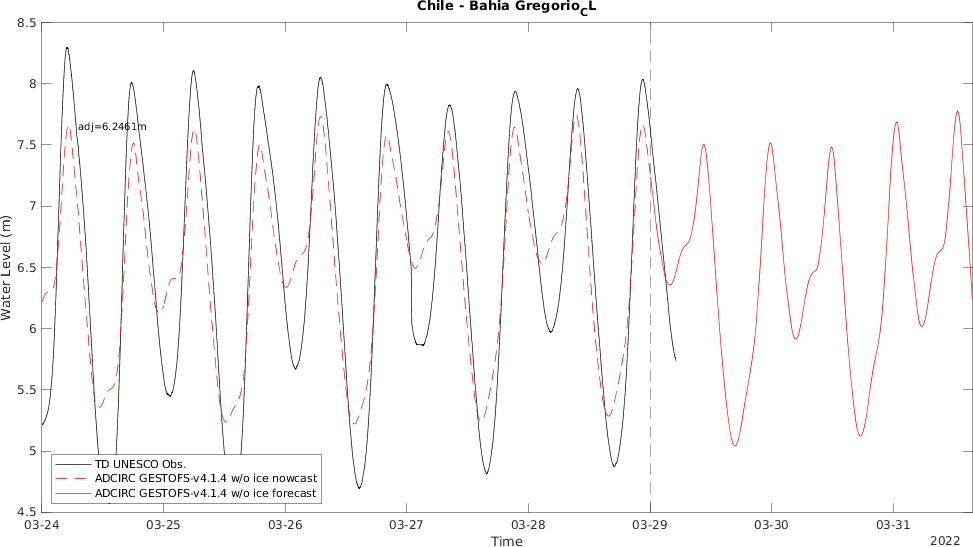 Chile - Bahia Gregorio_CL
8.5
8
7.5
7
6.5
6
5.5
5
4.5
Water Level (m)
adj=6.2461m
TD UNESCO Obs.
ADCIRC GESTOFS-v4.1.4 w/o ice nowcast
ADCIRC GESTOFS-v4.1.4 w/o ice forecast
03-24 03-25 03-26 03-27 03-28 03-29 03-30 03-31
Time
2022